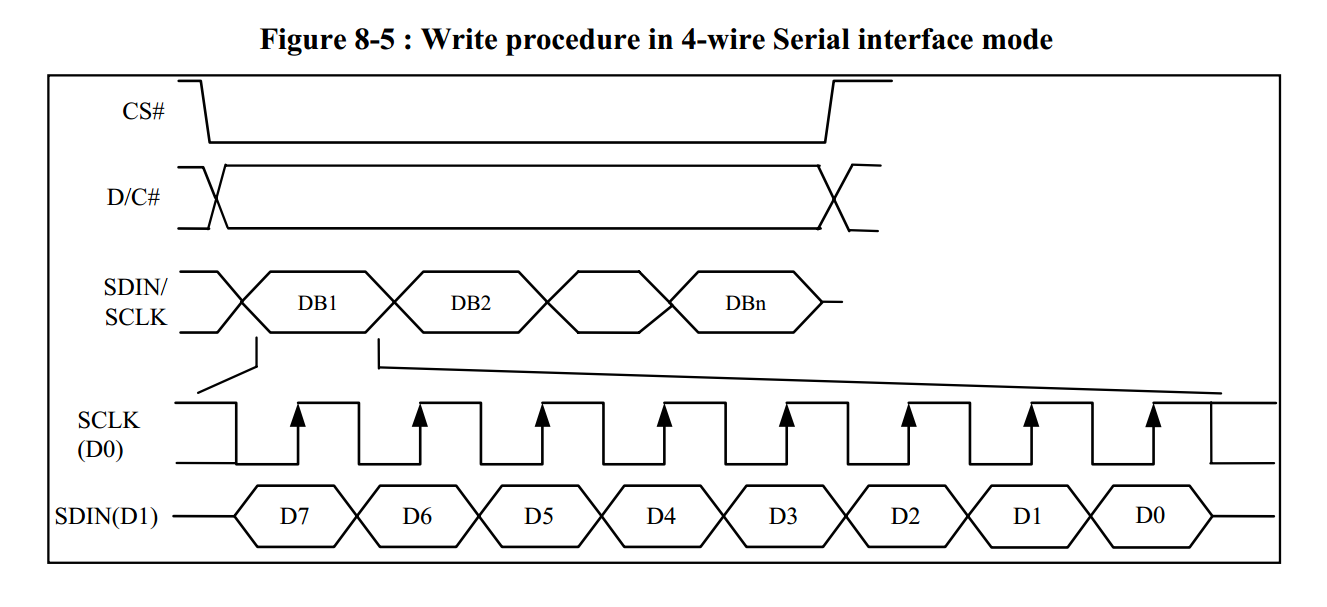 Figure 8-5 : Write procedure in 4-wire Serial interface mode
CS#
D/C#
SDIN/
SCLK
DB1 DB2 DBn
SCLK
(D0)
SDIN(D1) D7 D6 D5 D4 D3 D2 D1 D0